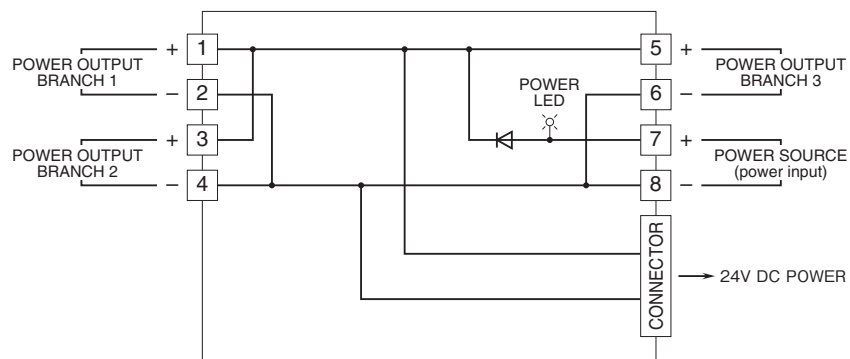 + 1
POWER OUTPUT
BRANCH 1
– 2
+ 3
POWER OUTPUT
BRANCH 2
– 4
POWER
LED
5 +
POWER OUTPUT
BRANCH 3
6 –
7 +
POWER SOURCE
(power input)
8 –
CONNECTOR
24V DC POWER